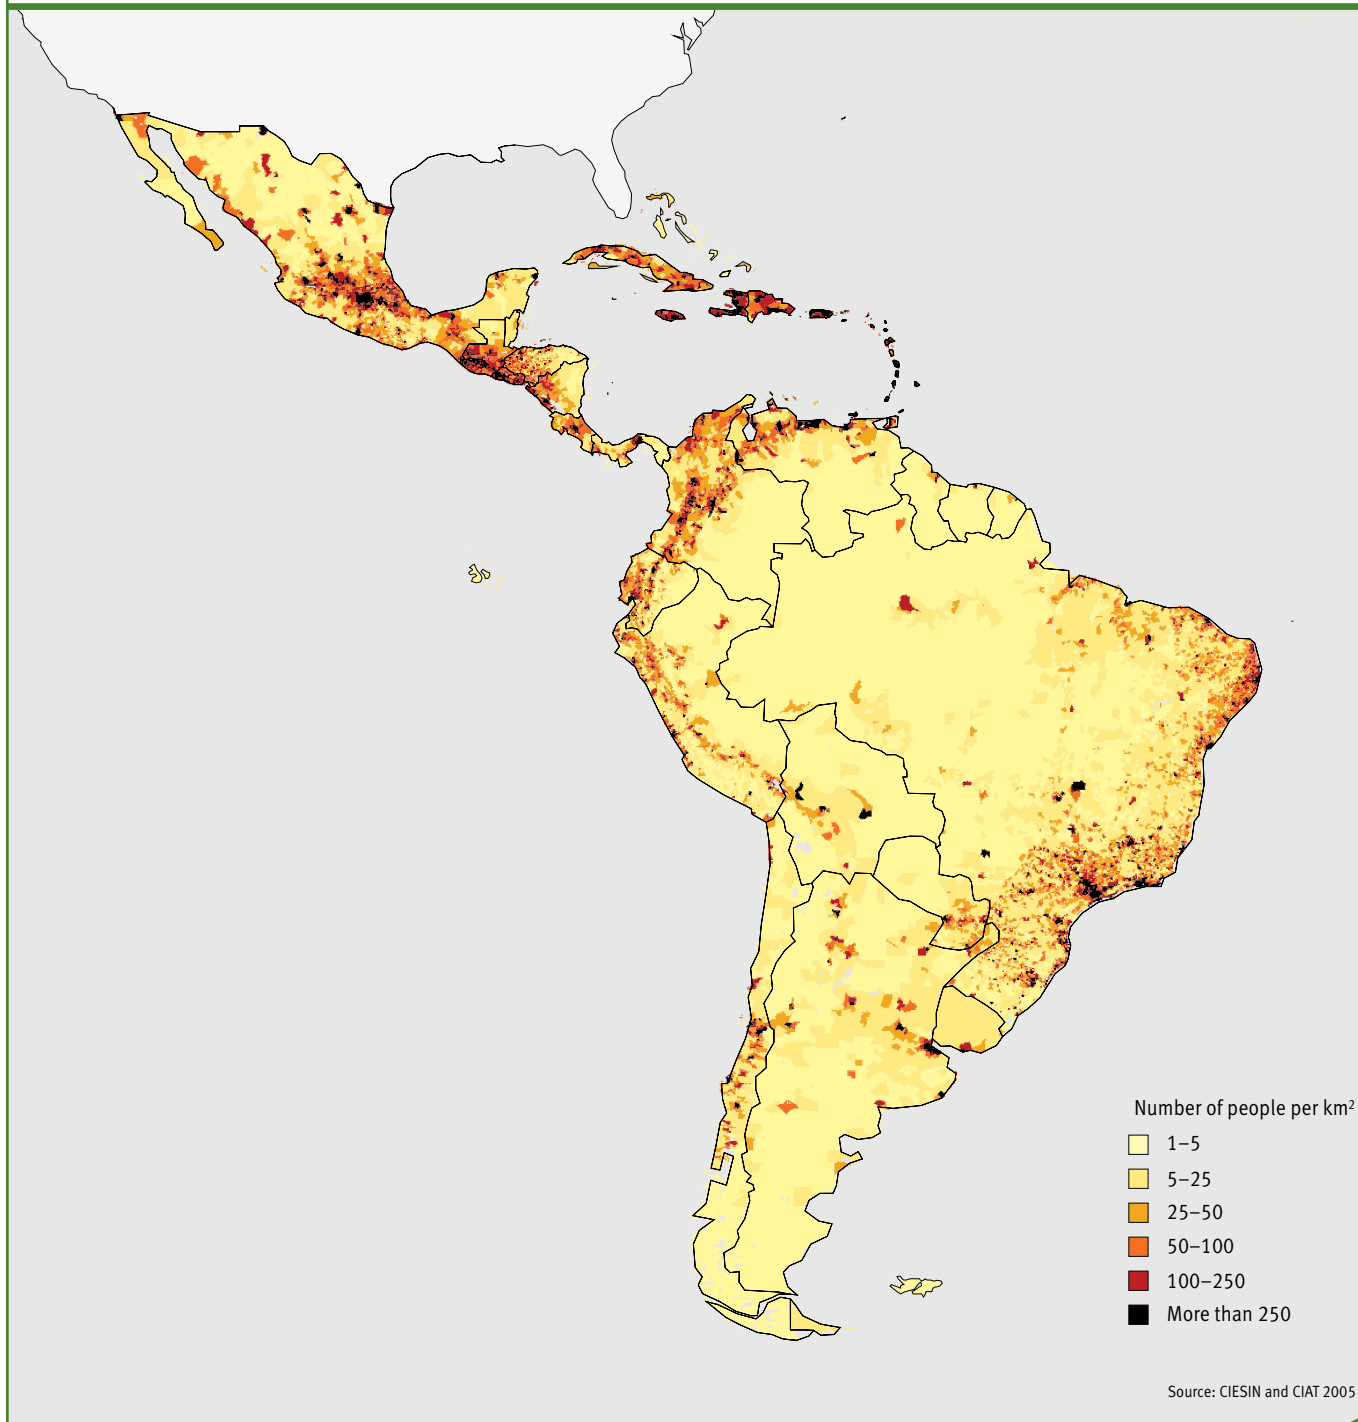 Number of people per km²
1–5
5–25
25–50
50–100
100–250
More than 250
Source: CIESIN and CIAT 2005